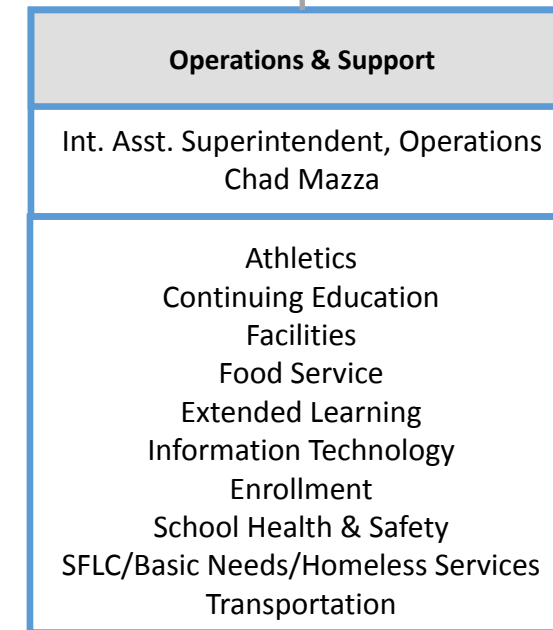 Operations & Support
Int. Asst. Superintendent, Operations
Chad Mazza
Athletics
Continuing Education
Facilities
Food Service
Extended Learning
Information Technology
Enrollment
School Health & Safety
SFLC/Basic Needs/Homeless Services
Transportation